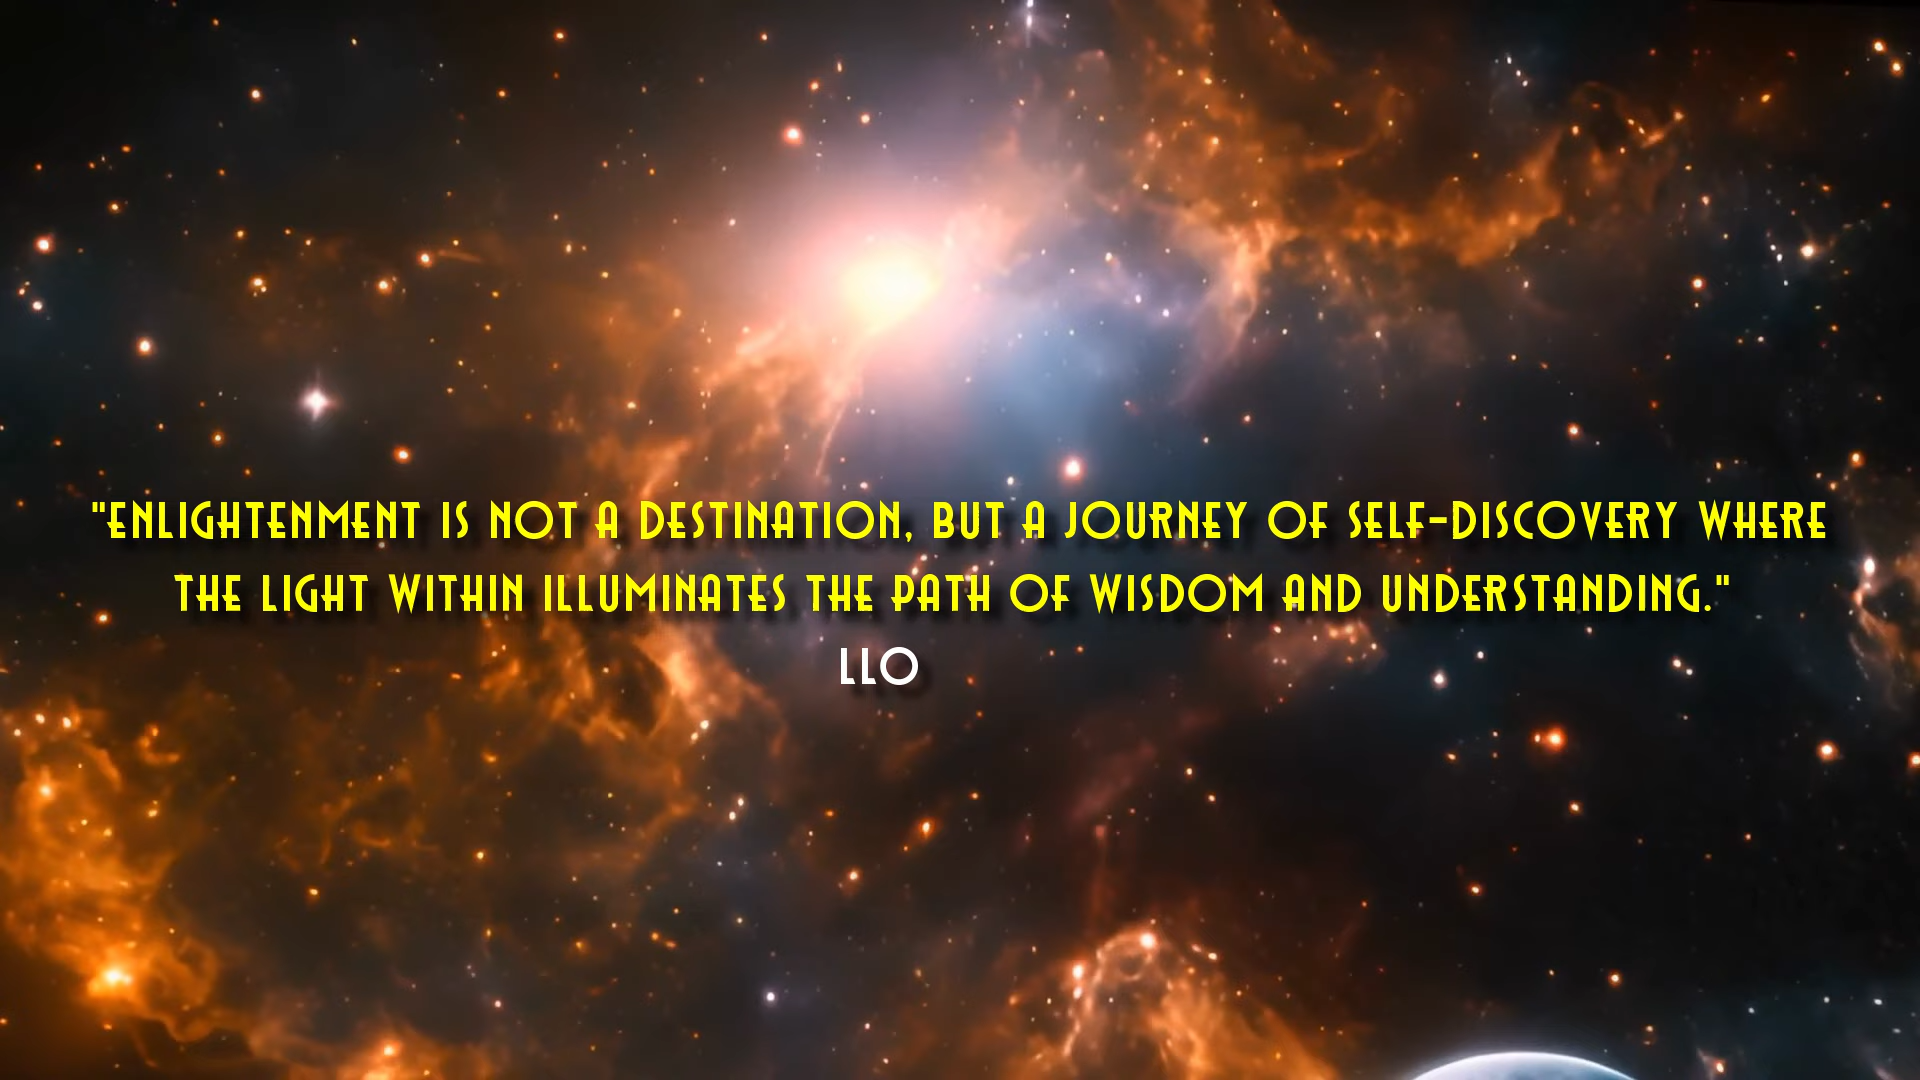 "ENLIGHTENMENT IS NOT A DESTINATION, BUT A JOURNEY OF SELF-DISCOVERY WHERE
THE LIGHT WITHIN ILLUMINATES THE PATH OF WISDOM AND UNDERSTANDING."
LLO